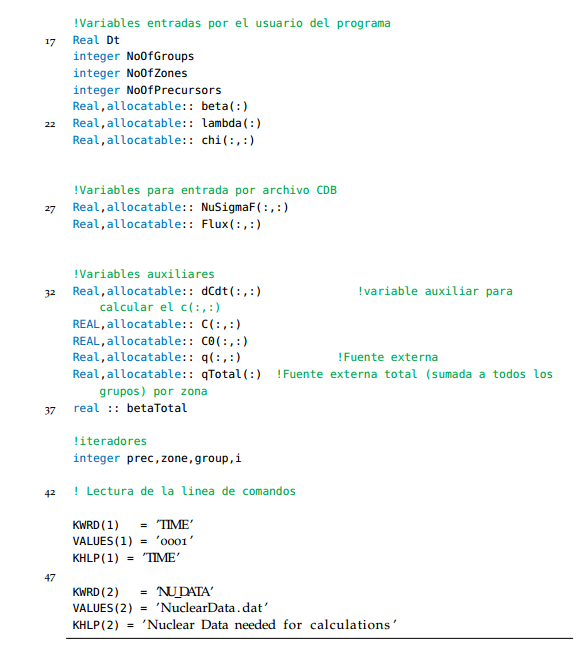 !Variables entradas por el usuario del programa
17 Real Dt
integer NoOfGroups
integer NoOfZones
integer NoOfPrecursors
Real,allocatable:: beta(:)
22 Real,allocatable:: lambda(:)
Real,allocatable:: chi(:,:)
!Variables para entrada por archivo CDB
27 Real,allocatable:: NuSigmaF(:,:)
Real,allocatable:: Flux(:,:)
!Variables auxiliares
32 Real,allocatable:: dCdt(:,:) !variable auxiliar para
calcular el c(:,:)
REAL,allocatable:: C(:,:)
REAL,allocatable:: C0(:,:)
Real,allocatable:: q(:,:) !Fuente externa
Real,allocatable:: qTotal(:) !Fuente externa total (sumada a todos los
grupos) por zona
37 real :: betaTotal
!iteradores
integer prec,zone,group,i
42 ! Lectura de la linea de comandos
KWRD(1) = 'TIME'
VALUES(1) = '0001'
KHLP(1) = 'TIME'
47
KWRD(2) = 'NU_DATA'
VALUES(2) = 'NuclearData.dat'
KHLP(2) = 'Nuclear Data needed for calculations'